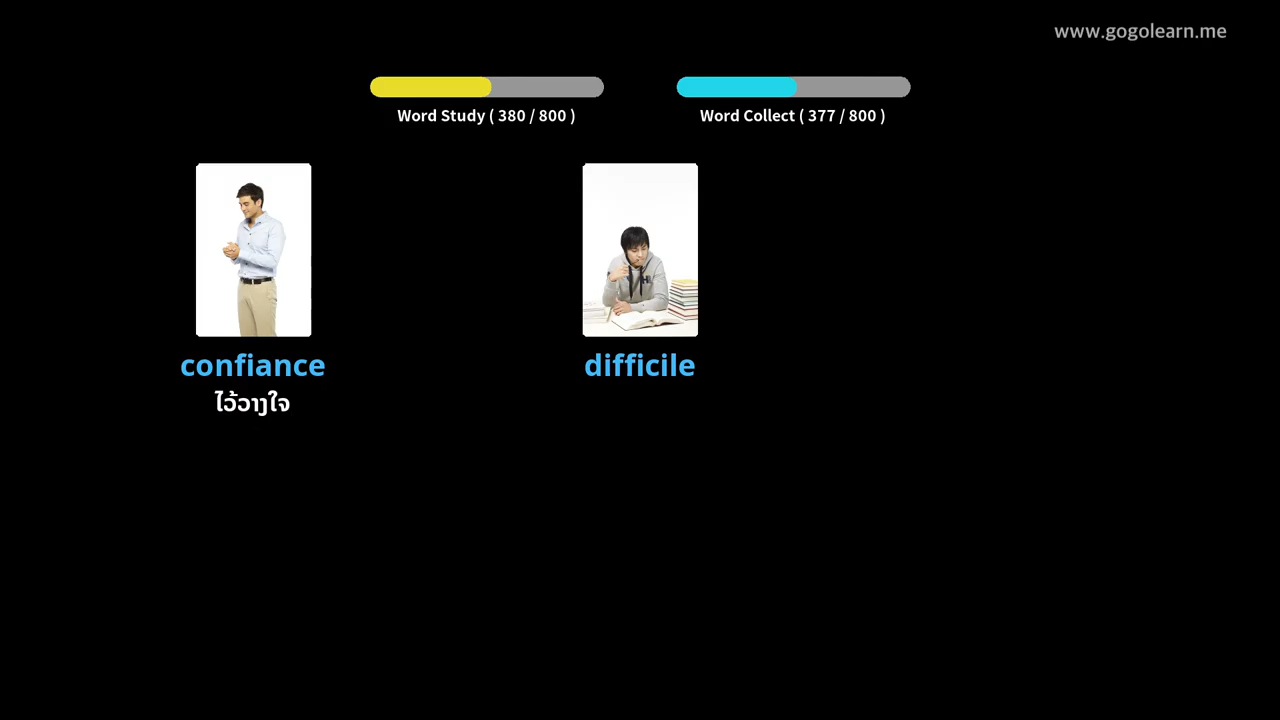 www.gogolearn.me
Word Study ( 380 / 800 )
Word Collect ( 377 / 800 )
confiance
ໄວ້ວາງໃຈ
difficile